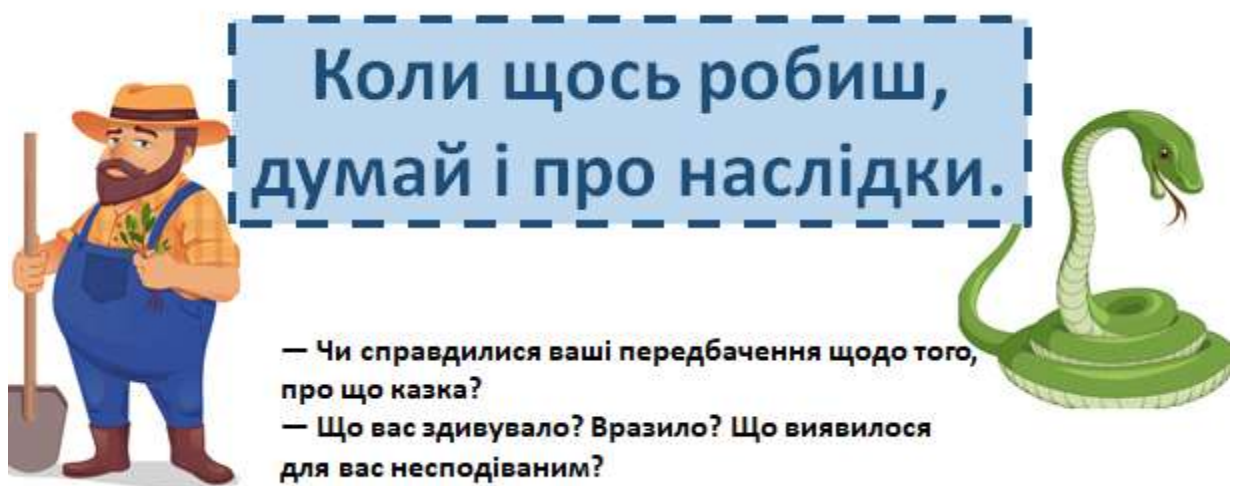 Коли щось робиш,
думай і про наслідки.
— Чи справдилися ваші передбачення щодо того,
про що казка?
— Що вас здивувало? Вразило? Що виявилося
для вас несподіваним?